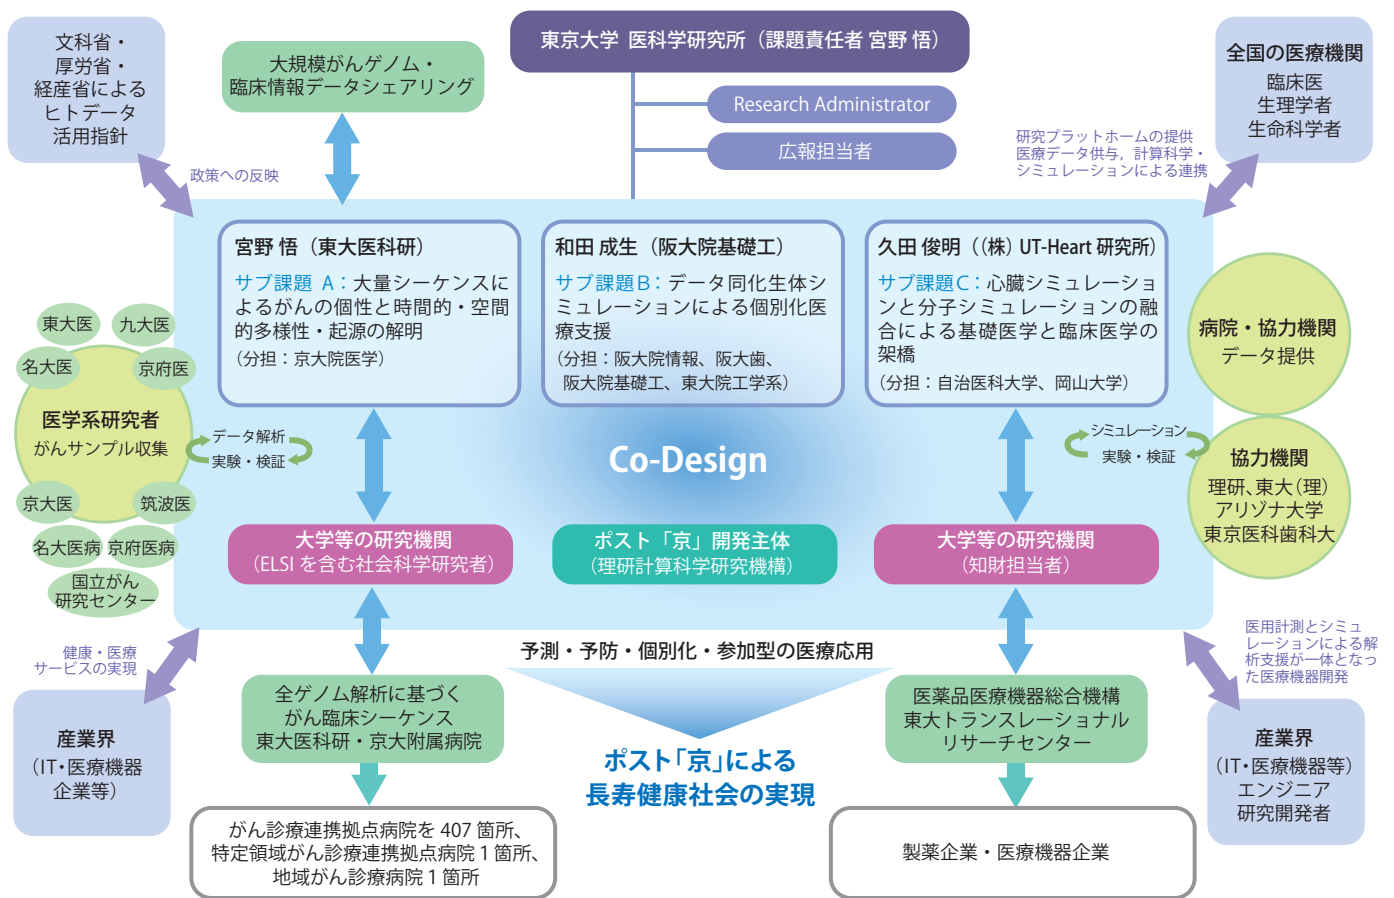 文科省・
厚労省・
経産省による
ヒトデータ
活用指針
大規模がんゲノム・
臨床情報データシェアリング
東京大学 医科学研究所（課題責任者 宮野 悟）
Research Administrator
広報担当者
全国の医療機関
臨床医
生理学者
生命科学者
政策への反映
研究プラットホームの提供
医療データ供与，計算科学・
シミュレーションによる連携
宮野 悟（東大医科研）
サブ課題 A：大量シーケンスに
よるがんの個性と時間的・空間
的多様性・起源の解明
（分担：京大院医学）
和田 成生（阪大院基礎工）
サブ課題B：データ同化生体シ
ミュレーションによる個別化医
療支援
（分担：阪大院情報、阪大歯、
阪大院基礎工、東大院工学系）
久田 俊明（（株）UT-Heart 研究所）
サブ課題C：心臓シミュレーショ
ンと分子シミュレーションの融
合による基礎医学と臨床医学の
架橋
（分担：自治医科大学、岡山大学）
東大医
九大医
名大医
京府医
医学系研究者
がんサンプル収集
京大医
筑波医
名大医病
京府医病
国立がん
研究センター
データ解析
実験・検証
Co-Design
シミュレーション
実験・検証
病院・協力機関
データ提供
協力機関
理研、東大（理）
アリゾナ大学
東京医科歯科大
大学等の研究機関
（ELSI を含む社会科学研究者）
ポスト「京」開発主体
（理研計算科学研究機構）
大学等の研究機関
（知財担当者）
健康・医療
サービスの実現
予測・予防・個別化・参加型の医療応用
医用計測とシミュ
レーションによる解
析支援が一体となっ
た医療機器開発
産業界
（IT・医療機器
企業等）
全ゲノム解析に基づく
がん臨床シーケンス
東大医科研・京大附属病院
ポスト「京」による
長寿健康社会の実現
医薬品医療機器総合機構
東大トランスレーショナル
リサーチセンター
産業界
（IT・医療機器等）
エンジニア
研究開発者
がん診療連携拠点病院を 407 箇所、
特定領域がん診療連携拠点病院 1 箇所、
地域がん診療病院 1 箇所
製薬企業・医療機器企業